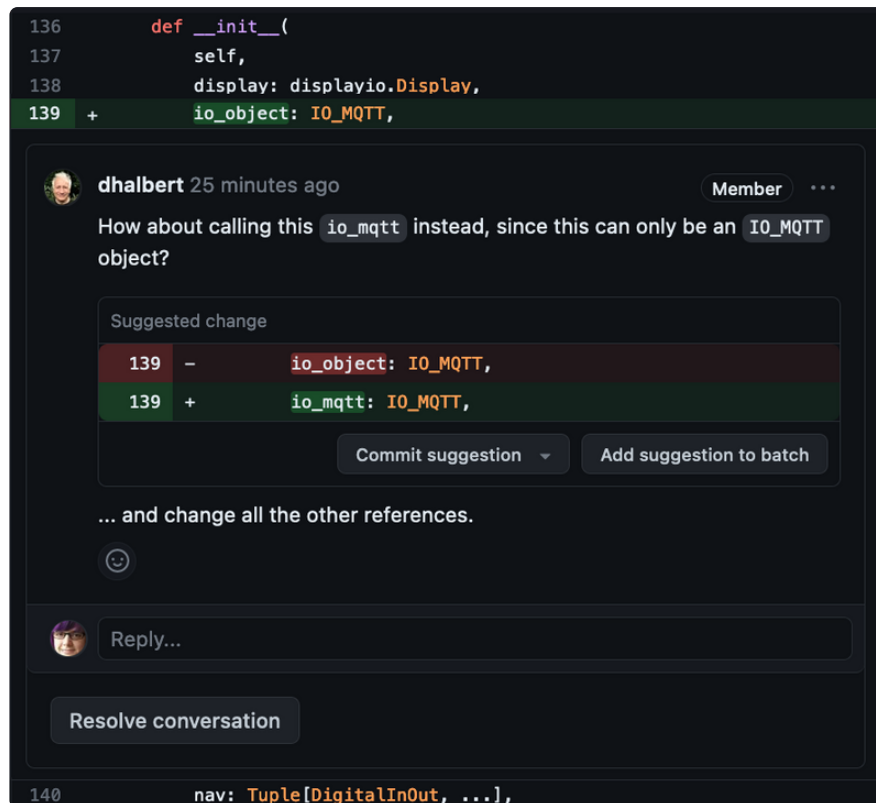 136 def __init__(
137 self,
138 display: displayio.Display,
139 + io_object: IO_MQTT,
dhalbert 25 minutes ago Member ...
How about calling this io_mqtt instead, since this can only be an IO_MQTT
object?
Suggested change
139 - io_object: IO_MQTT,
139 + io_mqtt: IO_MQTT,
Commit suggestion Add suggestion to batch
... and change all the other references.
Reply...
Resolve conversation
140 nav: Tuple[DigitalInOut, ...],